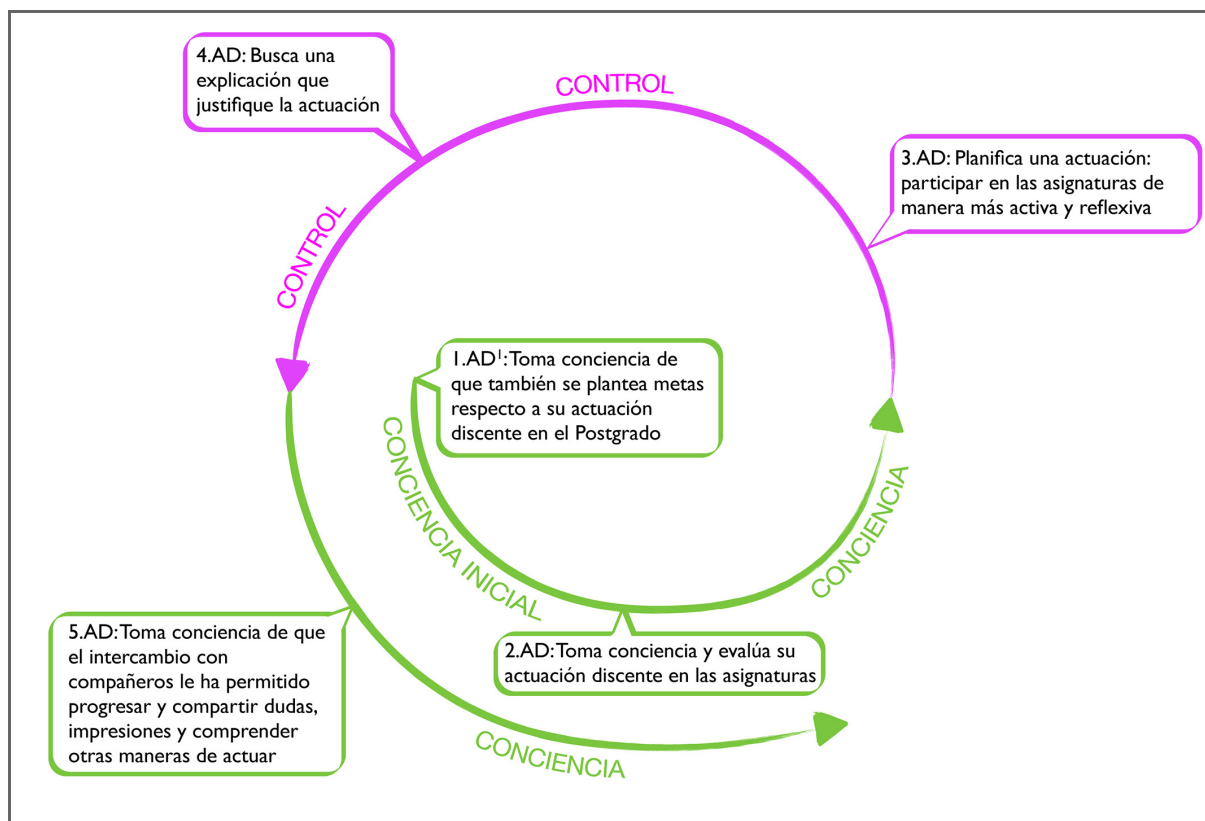 4.AD: Busca una
explicación que
justifique la actuación
CONTROL
3.AD: Planifica una actuación:
participar en las asignaturas de
manera más activa y reflexiva
CONTROL
1.AD¹:Toma conciencia de
que también se plantea metas
respecto a su actuación
discente en el Postgrado
CONCIENCIA INICIAL
CONCIENCIA
2.AD:Toma conciencia y evalúa su
actuación discente en las asignaturas
5.AD:Toma conciencia de que
el intercambio con
compañeros le ha permitido
progresar y compartir dudas,
impresiones y comprender
otras maneras de actuar
CONCIENCIA